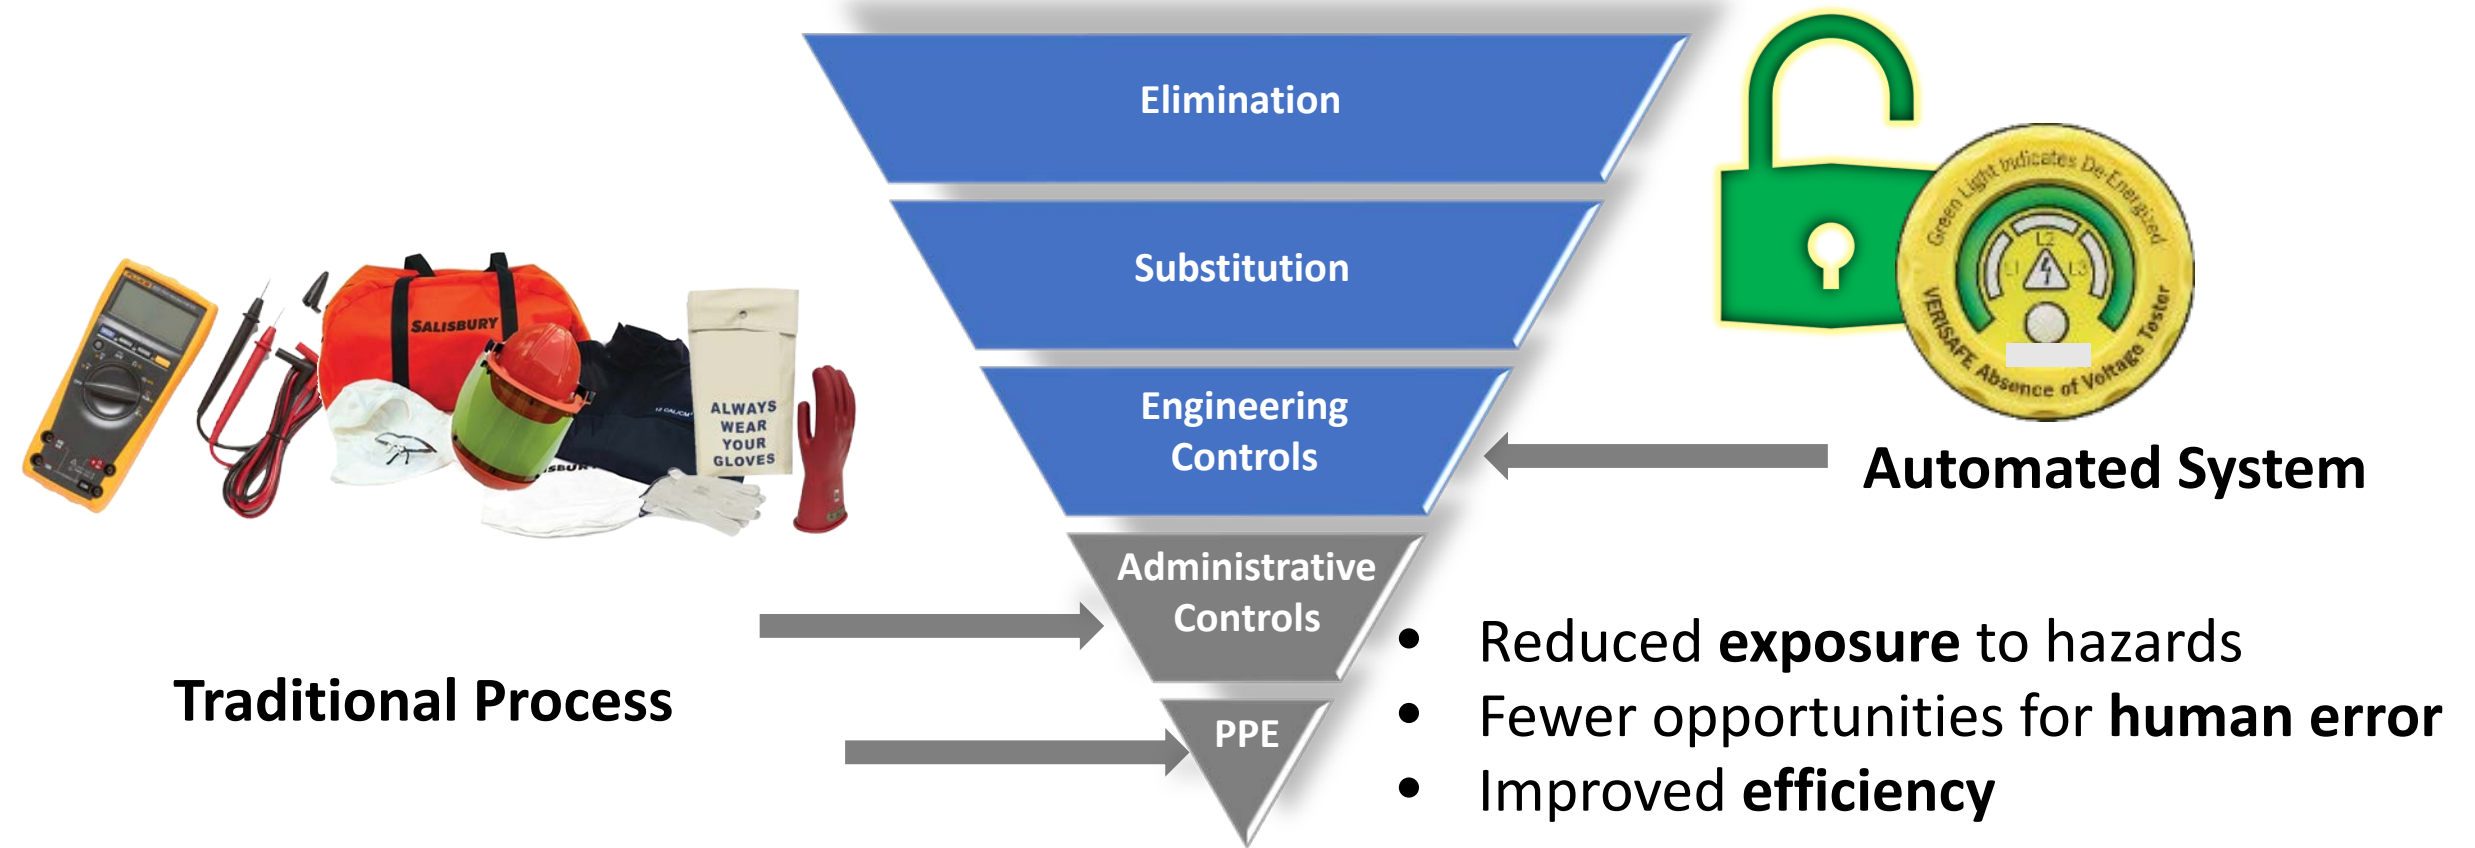 Elimination
Substitution
Engineering
Controls
Administrative
Controls
PPE
SALISBURY
ALWAYS
WEAR
YOUR
GLOVES
Traditional Process
Green Light Indicates De-Energized
L1 L2 L3
VERISAFE Absence of Voltage Tester
Automated System
• Reduced exposure to hazards
• Fewer opportunities for human error
• Improved efficiency